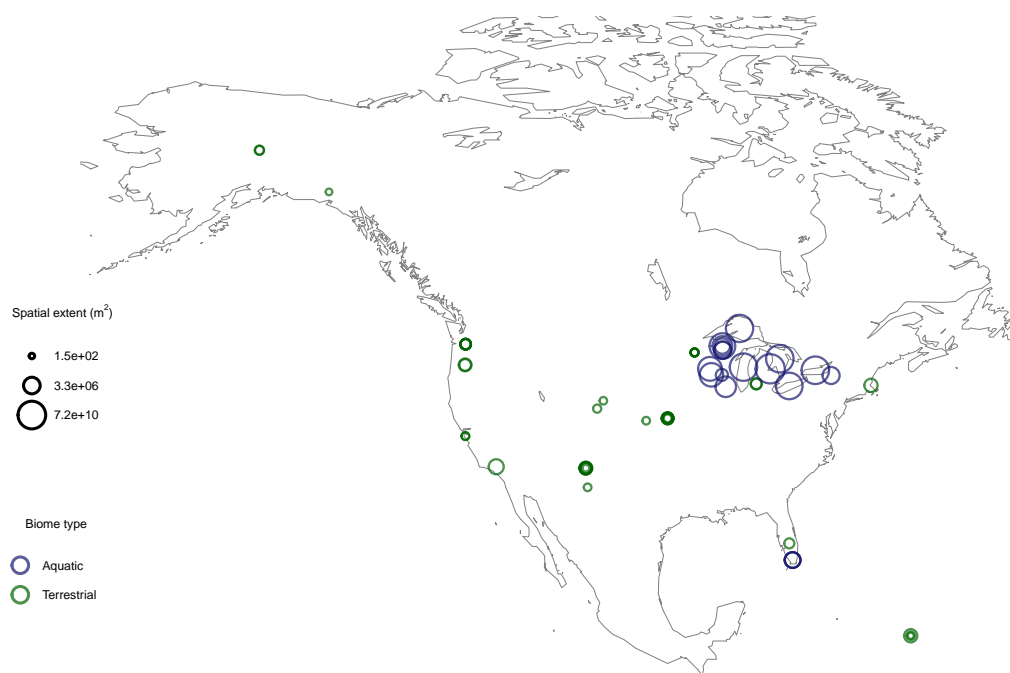 Spatial extent (m²)
1.5e+02
3.3e+06
7.2e+10
Biome type
Aquatic
Terrestrial